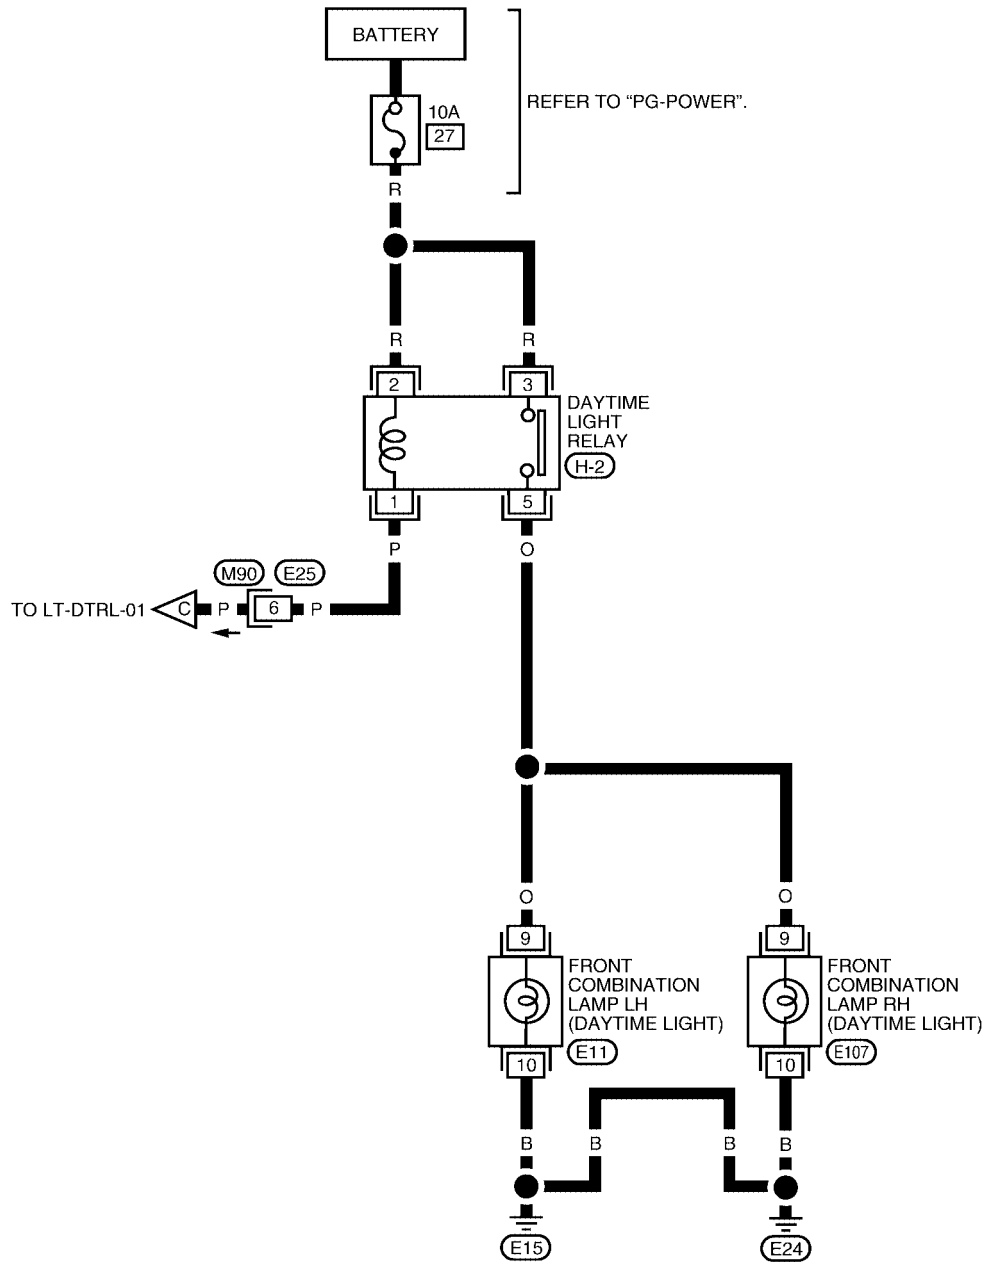 BATTERY
REFER TO “PG-POWER”.
10A
27
R
R
R
2
3
DAYTIME
LIGHT
RELAY
H-2
1
5
P
O
M90
E25
TO LT-DTRL-01
C
P
6
P
O
O
9
9
FRONT
COMBINATION
LAMP LH
(DAYTIME LIGHT)
E11
FRONT
COMBINATION
LAMP RH
(DAYTIME LIGHT)
E107
10
10
B
B
B
B
E15
E24